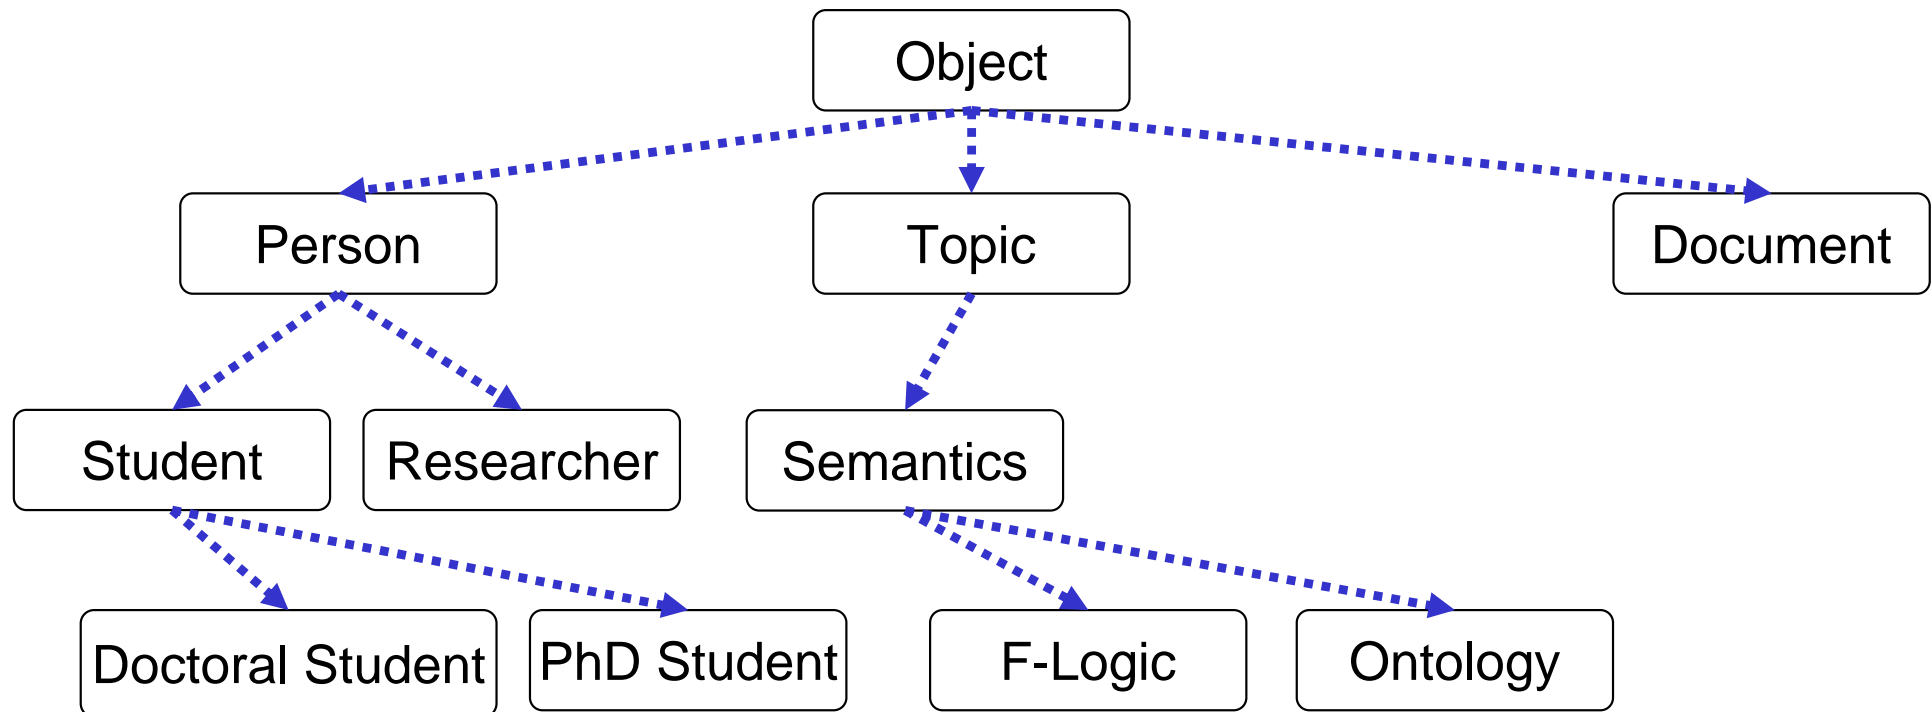 Object
Person
Topic
Document
Student
Researcher
Semantics
Doctoral Student
PhD Student
F-Logic
Ontology